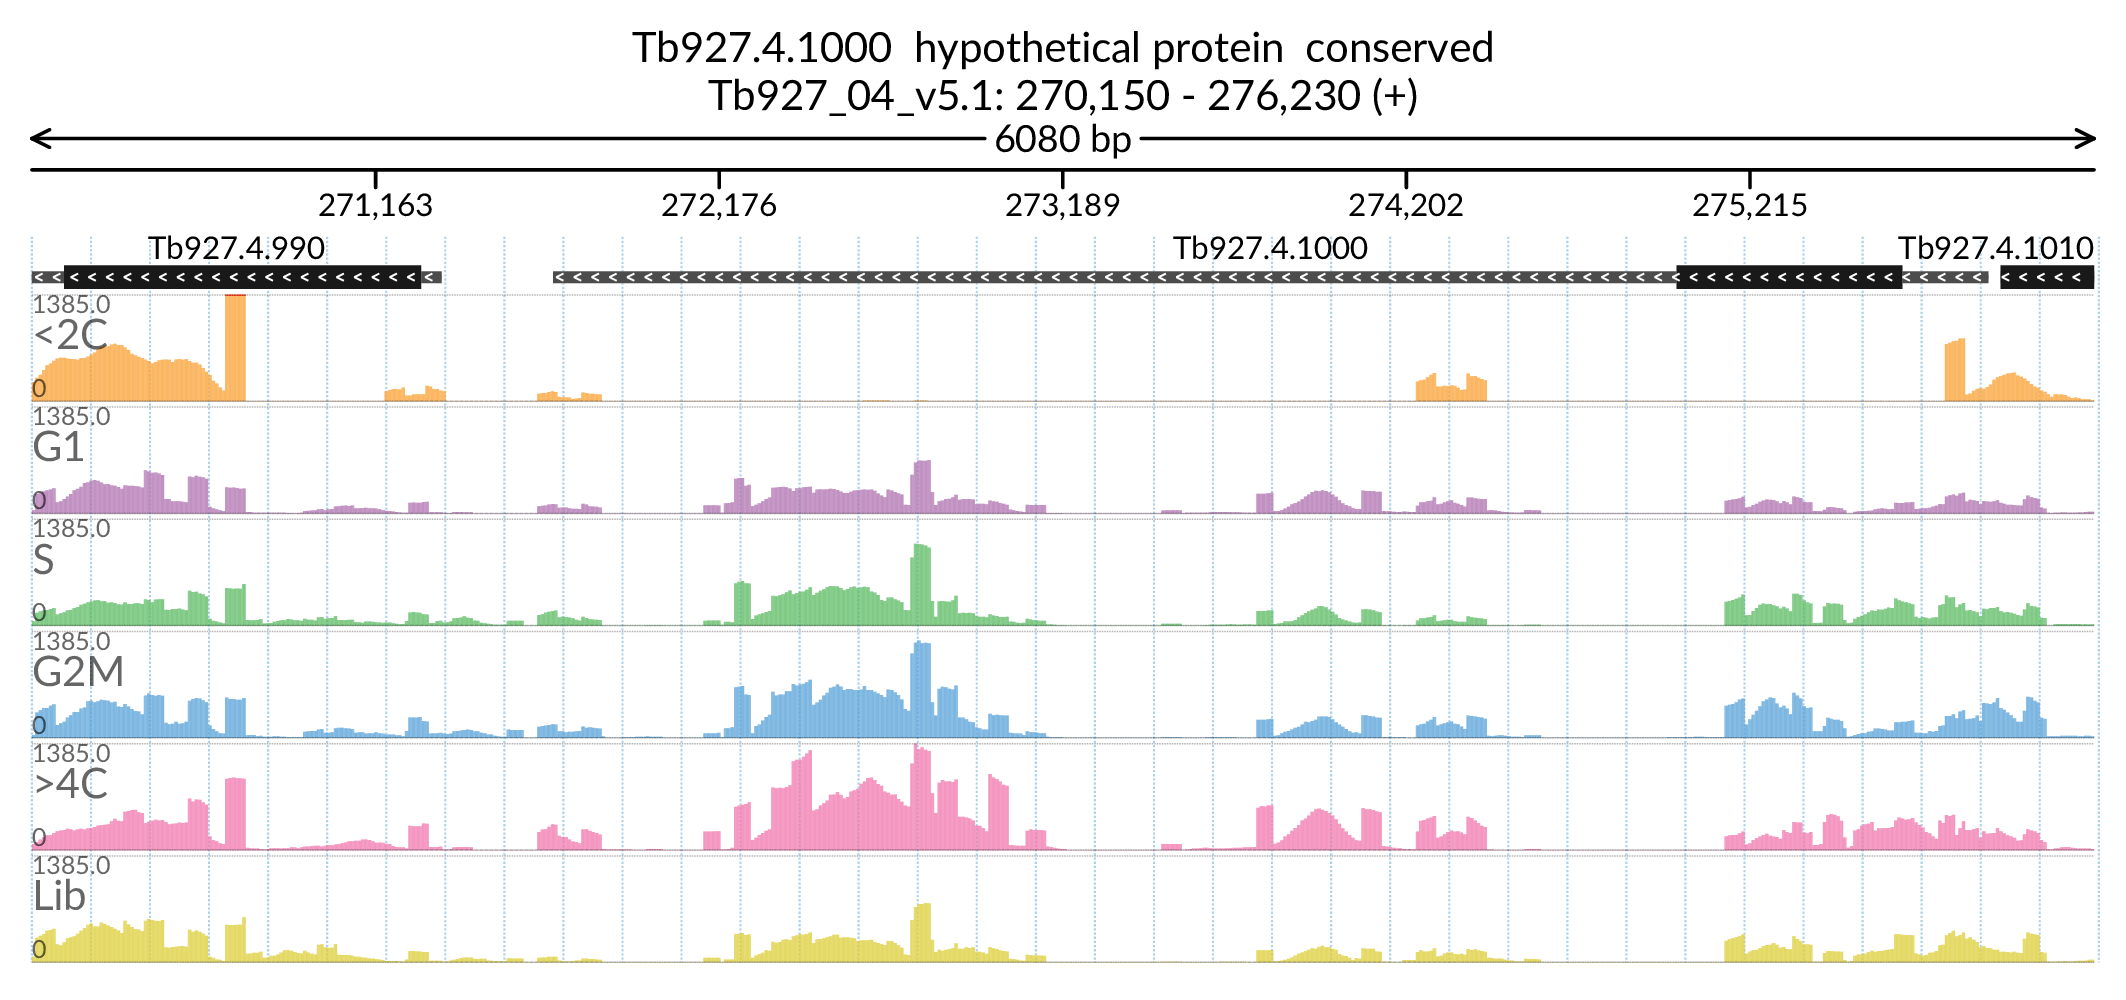 Tb927.4.1000  hypothetical protein  conserved
Tb927_04_v5.1: 270,150 - 276,230 (+)
6080 bp
271,163 272,176 273,189 274,202 275,215
Tb927.4.990 Tb927.4.1000 Tb927.4.1010
1385.0
<2C
0
1385.0
G1
0
1385.0
S
0
1385.0
G2M
0
1385.0
>4C
0
1385.0
Lib
0